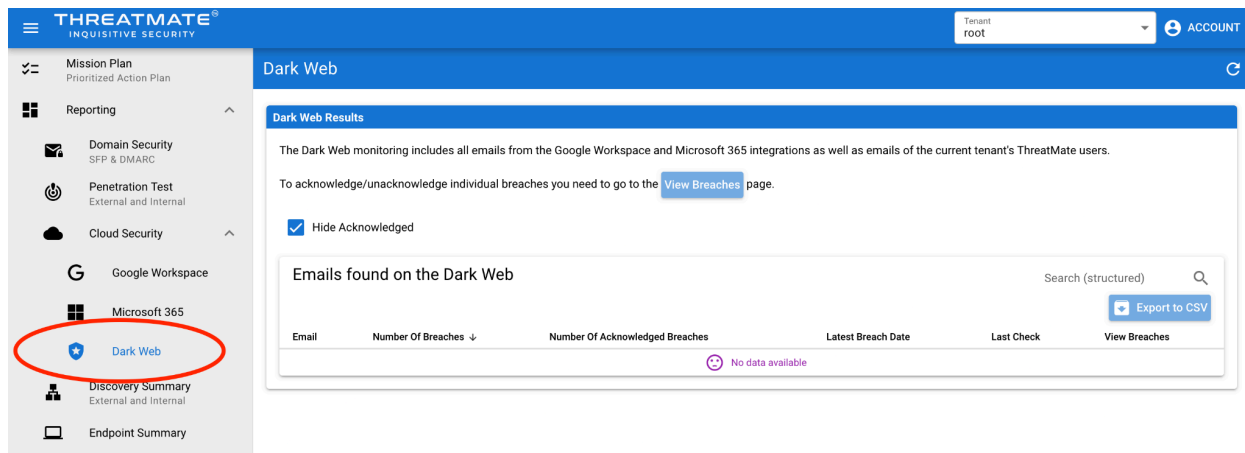 THREATMATE®
INQUISITIVE SECURITY
Tenant
root
ACCOUNT
Mission Plan
Prioritized Action Plan
Reporting
Domain Security
SFP & DMARC
Penetration Test
External and Internal
Cloud Security
Google Workspace
Microsoft 365
Dark Web
Discovery Summary
External and Internal
Endpoint Summary
Dark Web
Dark Web Results
The Dark Web monitoring includes all emails from the Google Workspace and Microsoft 365 integrations as well as emails of the current tenant's ThreatMate users.
To acknowledge/unacknowledge individual breaches you need to go to the View Breaches page.
Hide Acknowledged
Emails found on the Dark Web
Search (structured)
Export to CSV
Email Number Of Breaches ↓ Number Of Acknowledged Breaches Latest Breach Date Last Check View Breaches
No data available